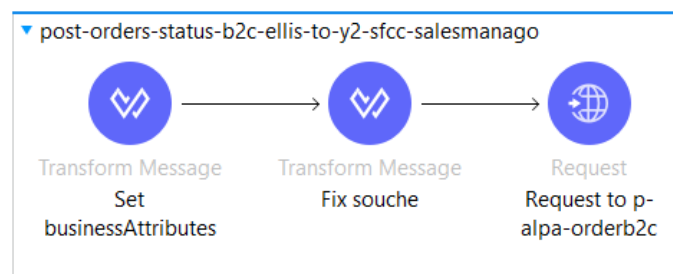 post-orders-status-b2c-ellis-to-y2-sfcc-salesmanago
Transform Message
Set
businessAttributes
Transform Message
Fix souche
Request
Request to p-
alpa-orderb2c